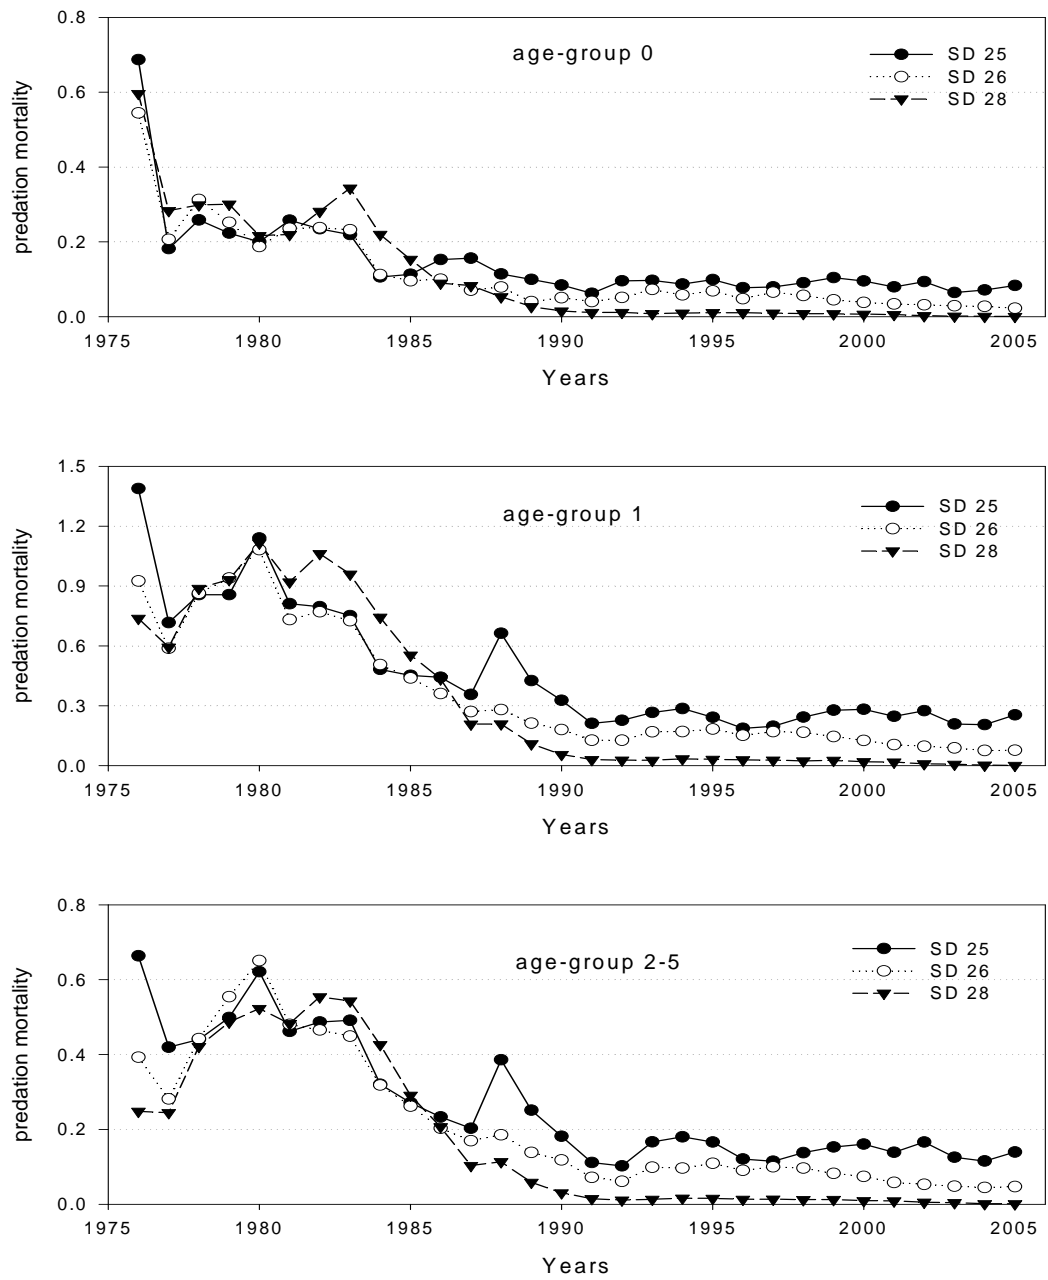 0.8
age-group 0
SD 25
SD 26
SD 28
0.6
0.4
0.2
0.0
predation mortality
1975 1980 1985 1990 1995 2000 2005
Years
1.5
age-group 1
SD 25
SD 26
SD 28
1.2
0.9
0.6
0.3
0.0
predation mortality
1975 1980 1985 1990 1995 2000 2005
Years
0.8
age-group 2-5
SD 25
SD 26
SD 28
0.6
0.4
0.2
0.0
predation mortality
1975 1980 1985 1990 1995 2000 2005
Years